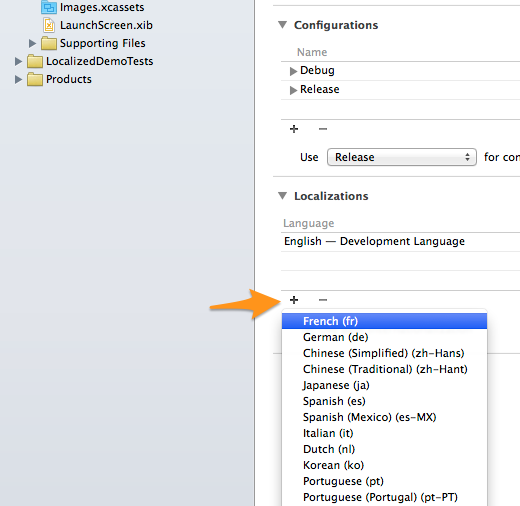 Images.xcassets
LaunchScreen.xib
Supporting Files
LocalizedDemoTests
Products
Configurations
Name
Debug
Release
Use Release for con
Localizations
Language
English — Development Language
French (fr)
German (de)
Chinese (Simplified) (zh-Hans)
Chinese (Traditional) (zh-Hant)
Japanese (ja)
Spanish (es)
Spanish (Mexico) (es-MX)
Italian (it)
Dutch (nl)
Korean (ko)
Portuguese (pt)
Portuguese (Portugal) (pt-PT)